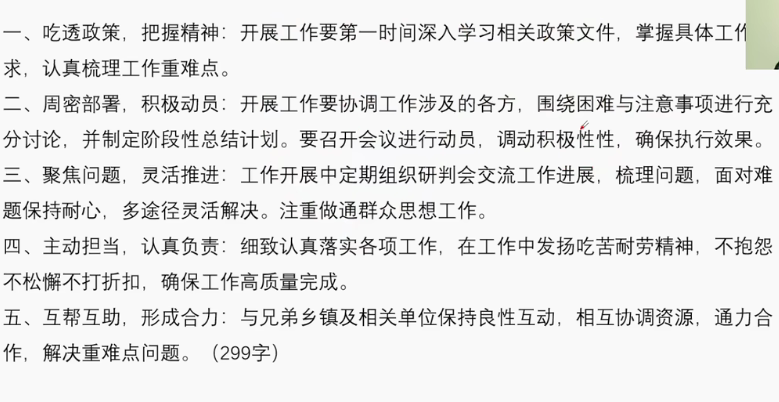 一、吃透政策，把握精神：开展工作要第一时间深入学习相关政策文件，掌握具体工作
求，认真梳理工作重难点。
二、周密部署，积极动员：开展工作要协调工作涉及的各方，围绕困难与注意事项进行充
分讨论，并制定阶段性总结计划。要召开会议进行动员，调动积极性性，确保执行效果。
三、聚焦问题，灵活推进：工作开展中定期组织研判会交流工作进展，梳理问题，面对难
题保持耐心，多途径灵活解决。注重做通群众思想工作。
四、主动担当，认真负责：细致认真落实各项工作，在工作中发扬吃苦耐劳精神，不抱怨
不松懈不打折扣，确保工作高质量完成。
五、互帮互助，形成合力：与兄弟乡镇及相关单位保持良性互动，相互协调资源，通力合
作，解决重难点问题。（299字）